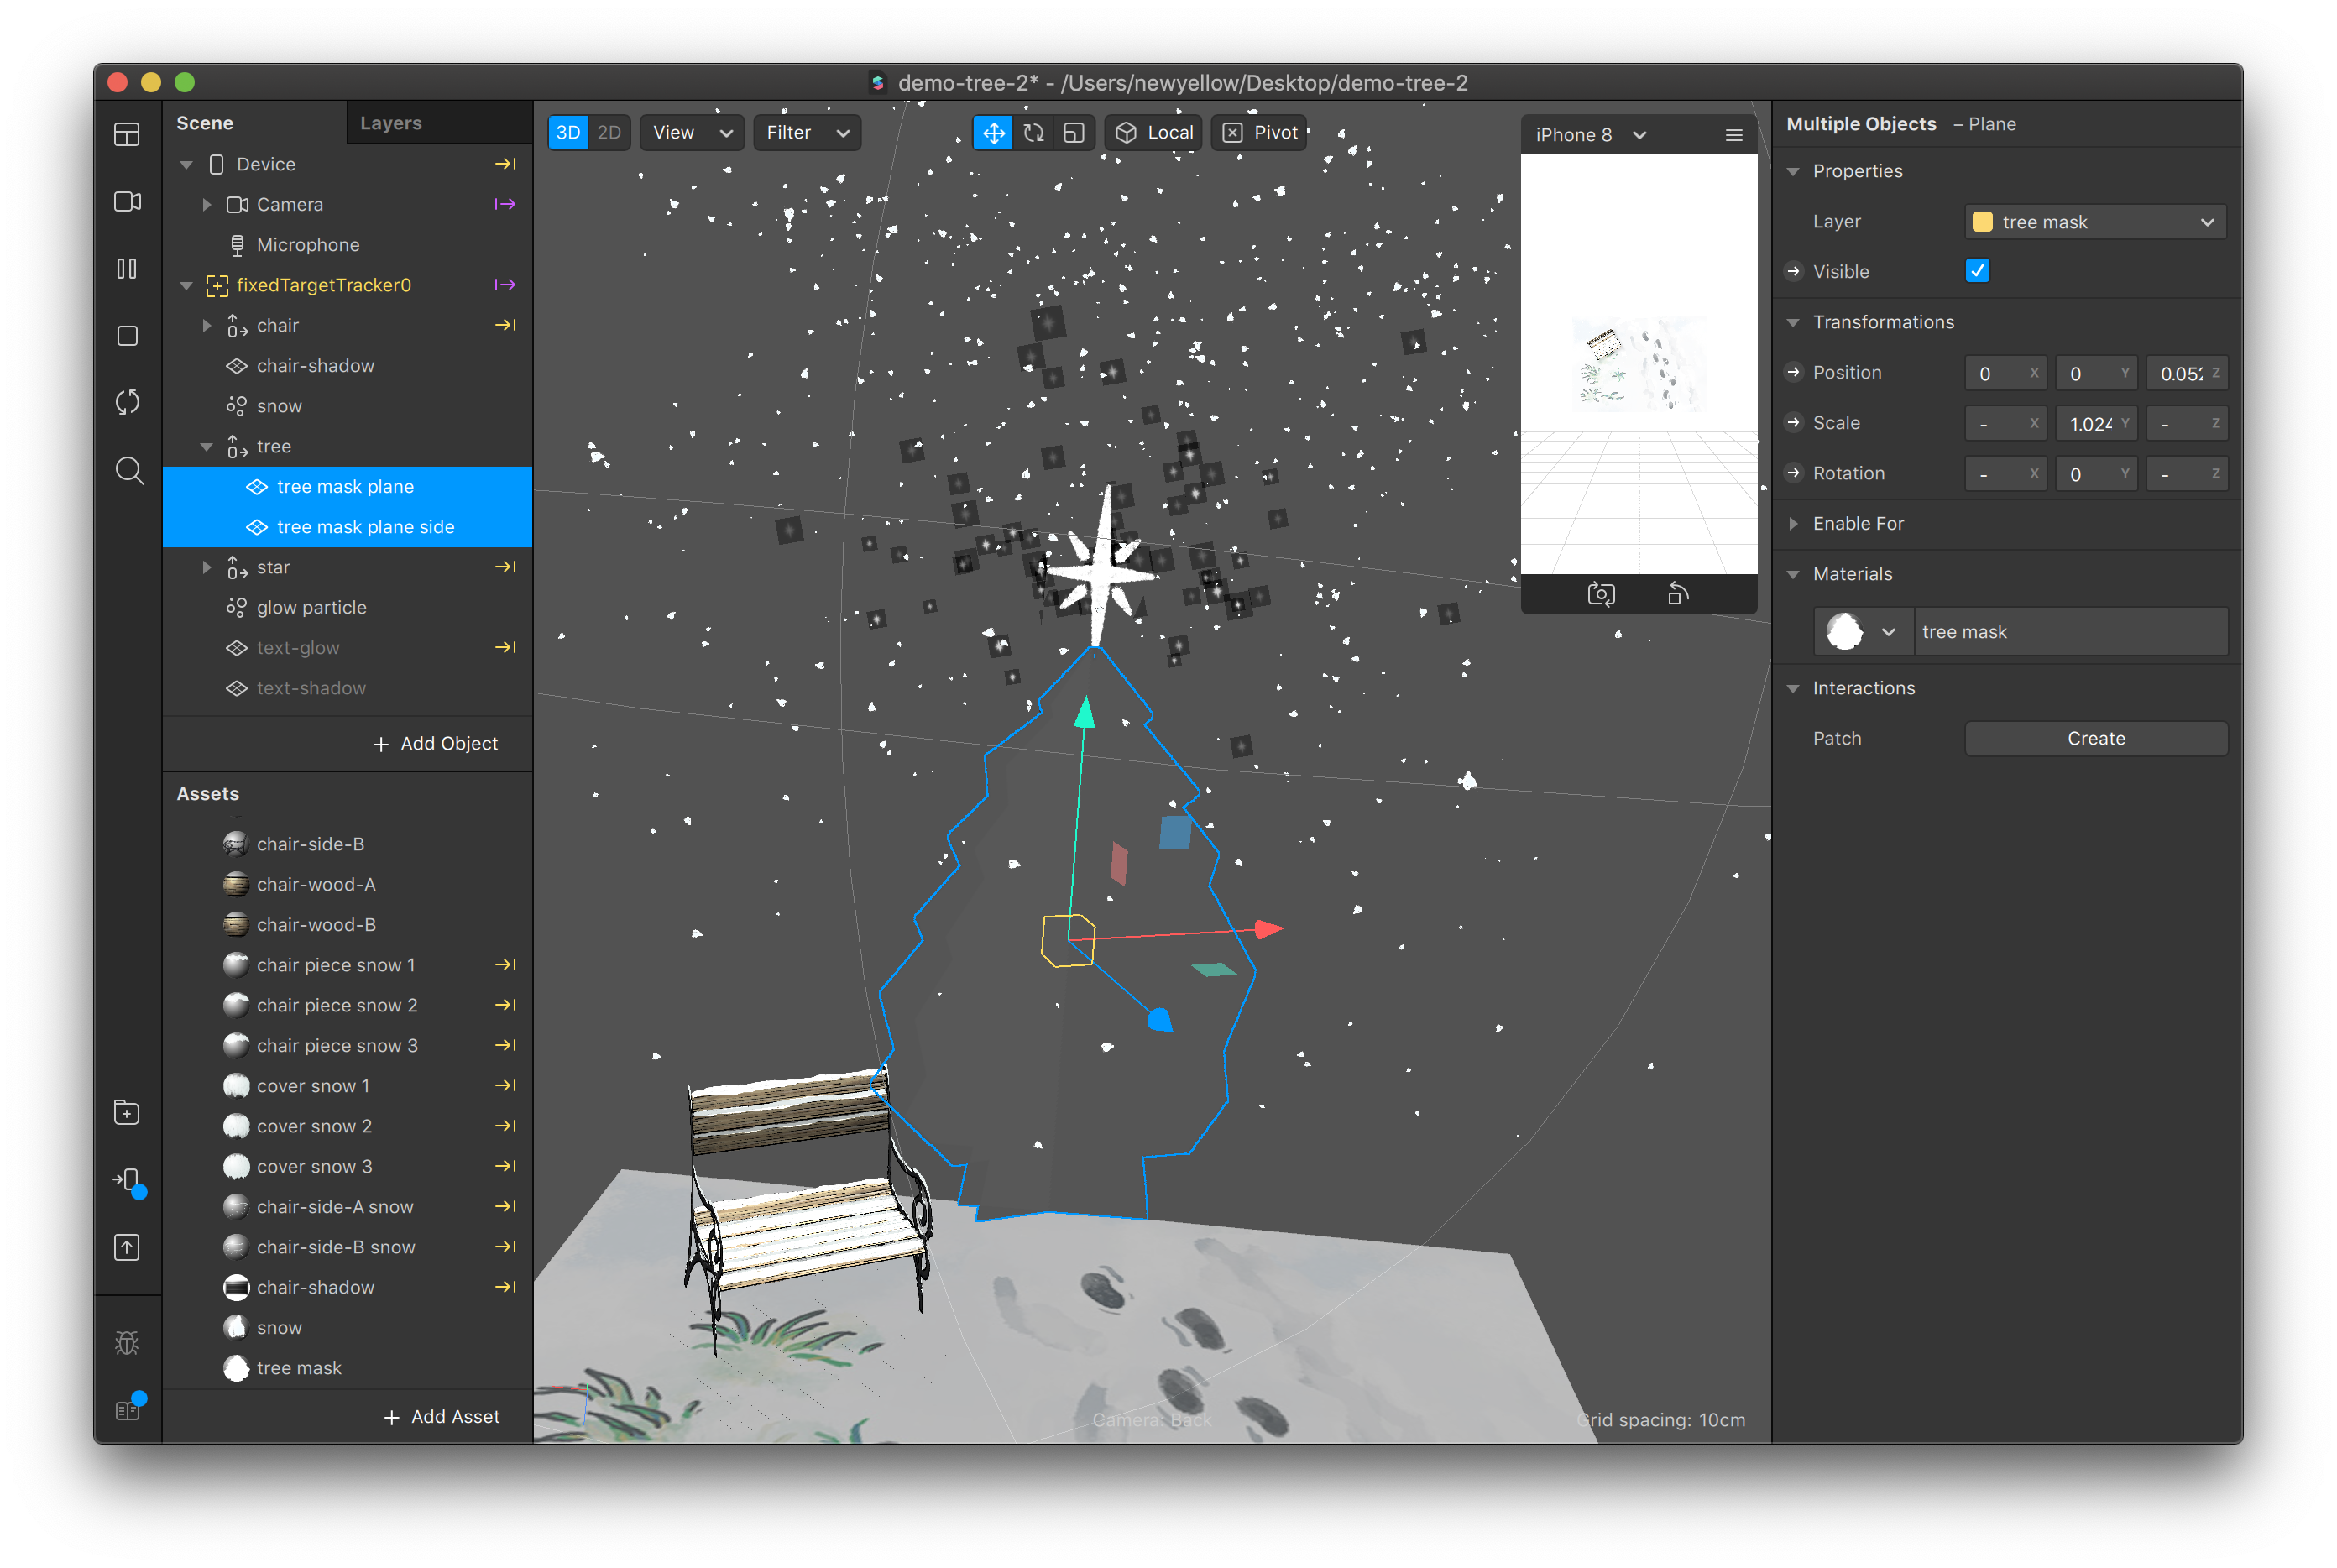 demo-tree-2* - /Users/newyellow/Desktop/demo-tree-2
Scene
Layers
Device
Camera
Microphone
fixedTargetTracker0
chair
chair-shadow
snow
tree
tree mask plane
tree mask plane side
star
glow particle
text-glow
text-shadow
+ Add Object
Assets
chair-side-B
chair-wood-A
chair-wood-B
chair piece snow 1
chair piece snow 2
chair piece snow 3
cover snow 1
cover snow 2
cover snow 3
chair-side-A snow
chair-side-B snow
chair-shadow
snow
tree mask
+ Add Asset
3D 2D View Filter Local Pivot
iPhone 8
Camera: Back
Grid spacing: 10cm
Multiple Objects – Plane
Properties
Layer tree mask
Visible
Transformations
Position 0 X 0 Y 0.052 Z
Scale - X 1.024 Y - Z
Rotation - X 0 Y - Z
Enable For
Materials
tree mask
Interactions
Patch Create